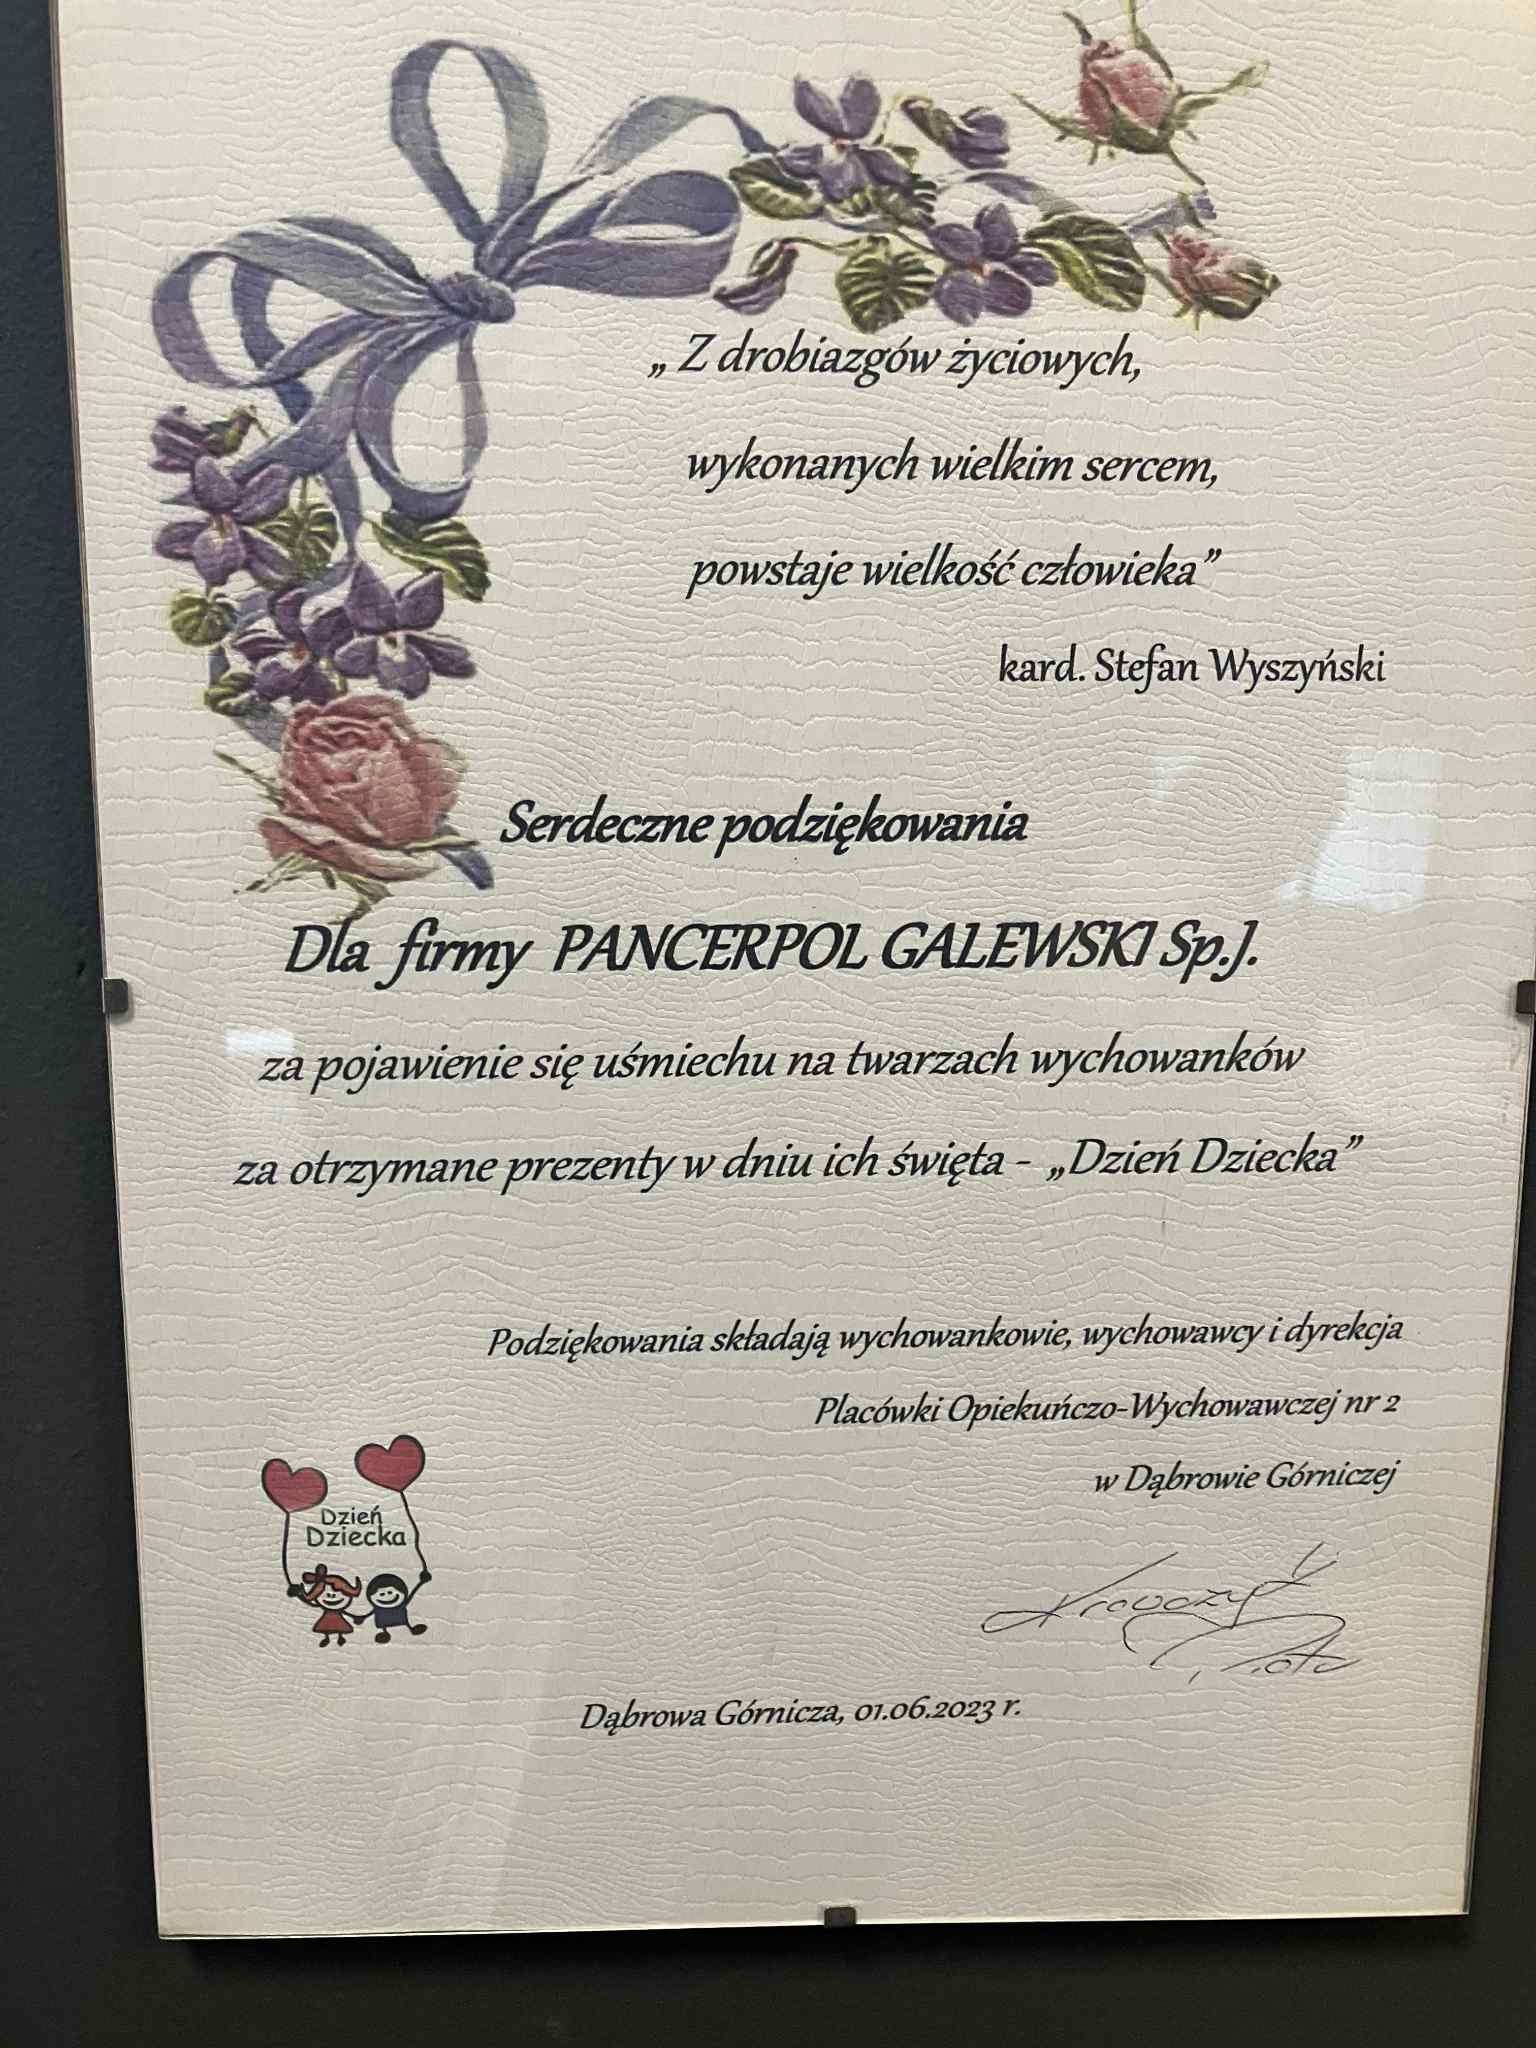 „ Z drobiazgów życiowych,
wykonanych wielkim sercem,
powstaje wielkość człowieka”
kard. Stefan Wyszyński
Serdeczne podziękowania
Dla firmy PANCERPOL GALEWSKI Sp.J.
za pojawienie się uśmiechu na twarzach wychowanków
za otrzymane prezenty w dniu ich święta - „Dzień Dziecka”
Podziękowania składają wychowankowie, wychowawcy i dyrekcja
Placówki Opiekuńczo-Wychowawczej nr 2
w Dąbrowie Górniczej
Dzień
Dziecka
Dąbrowa Górnicza, 01.06.2023 r.